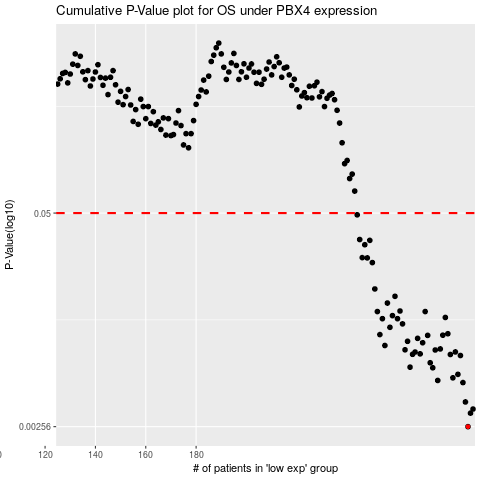 Cumulative P-Value plot for OS under PBX4 expression
P-Value(log10)
0.05
0.00256
0 120 140 160 180
# of patients in 'low exp' group